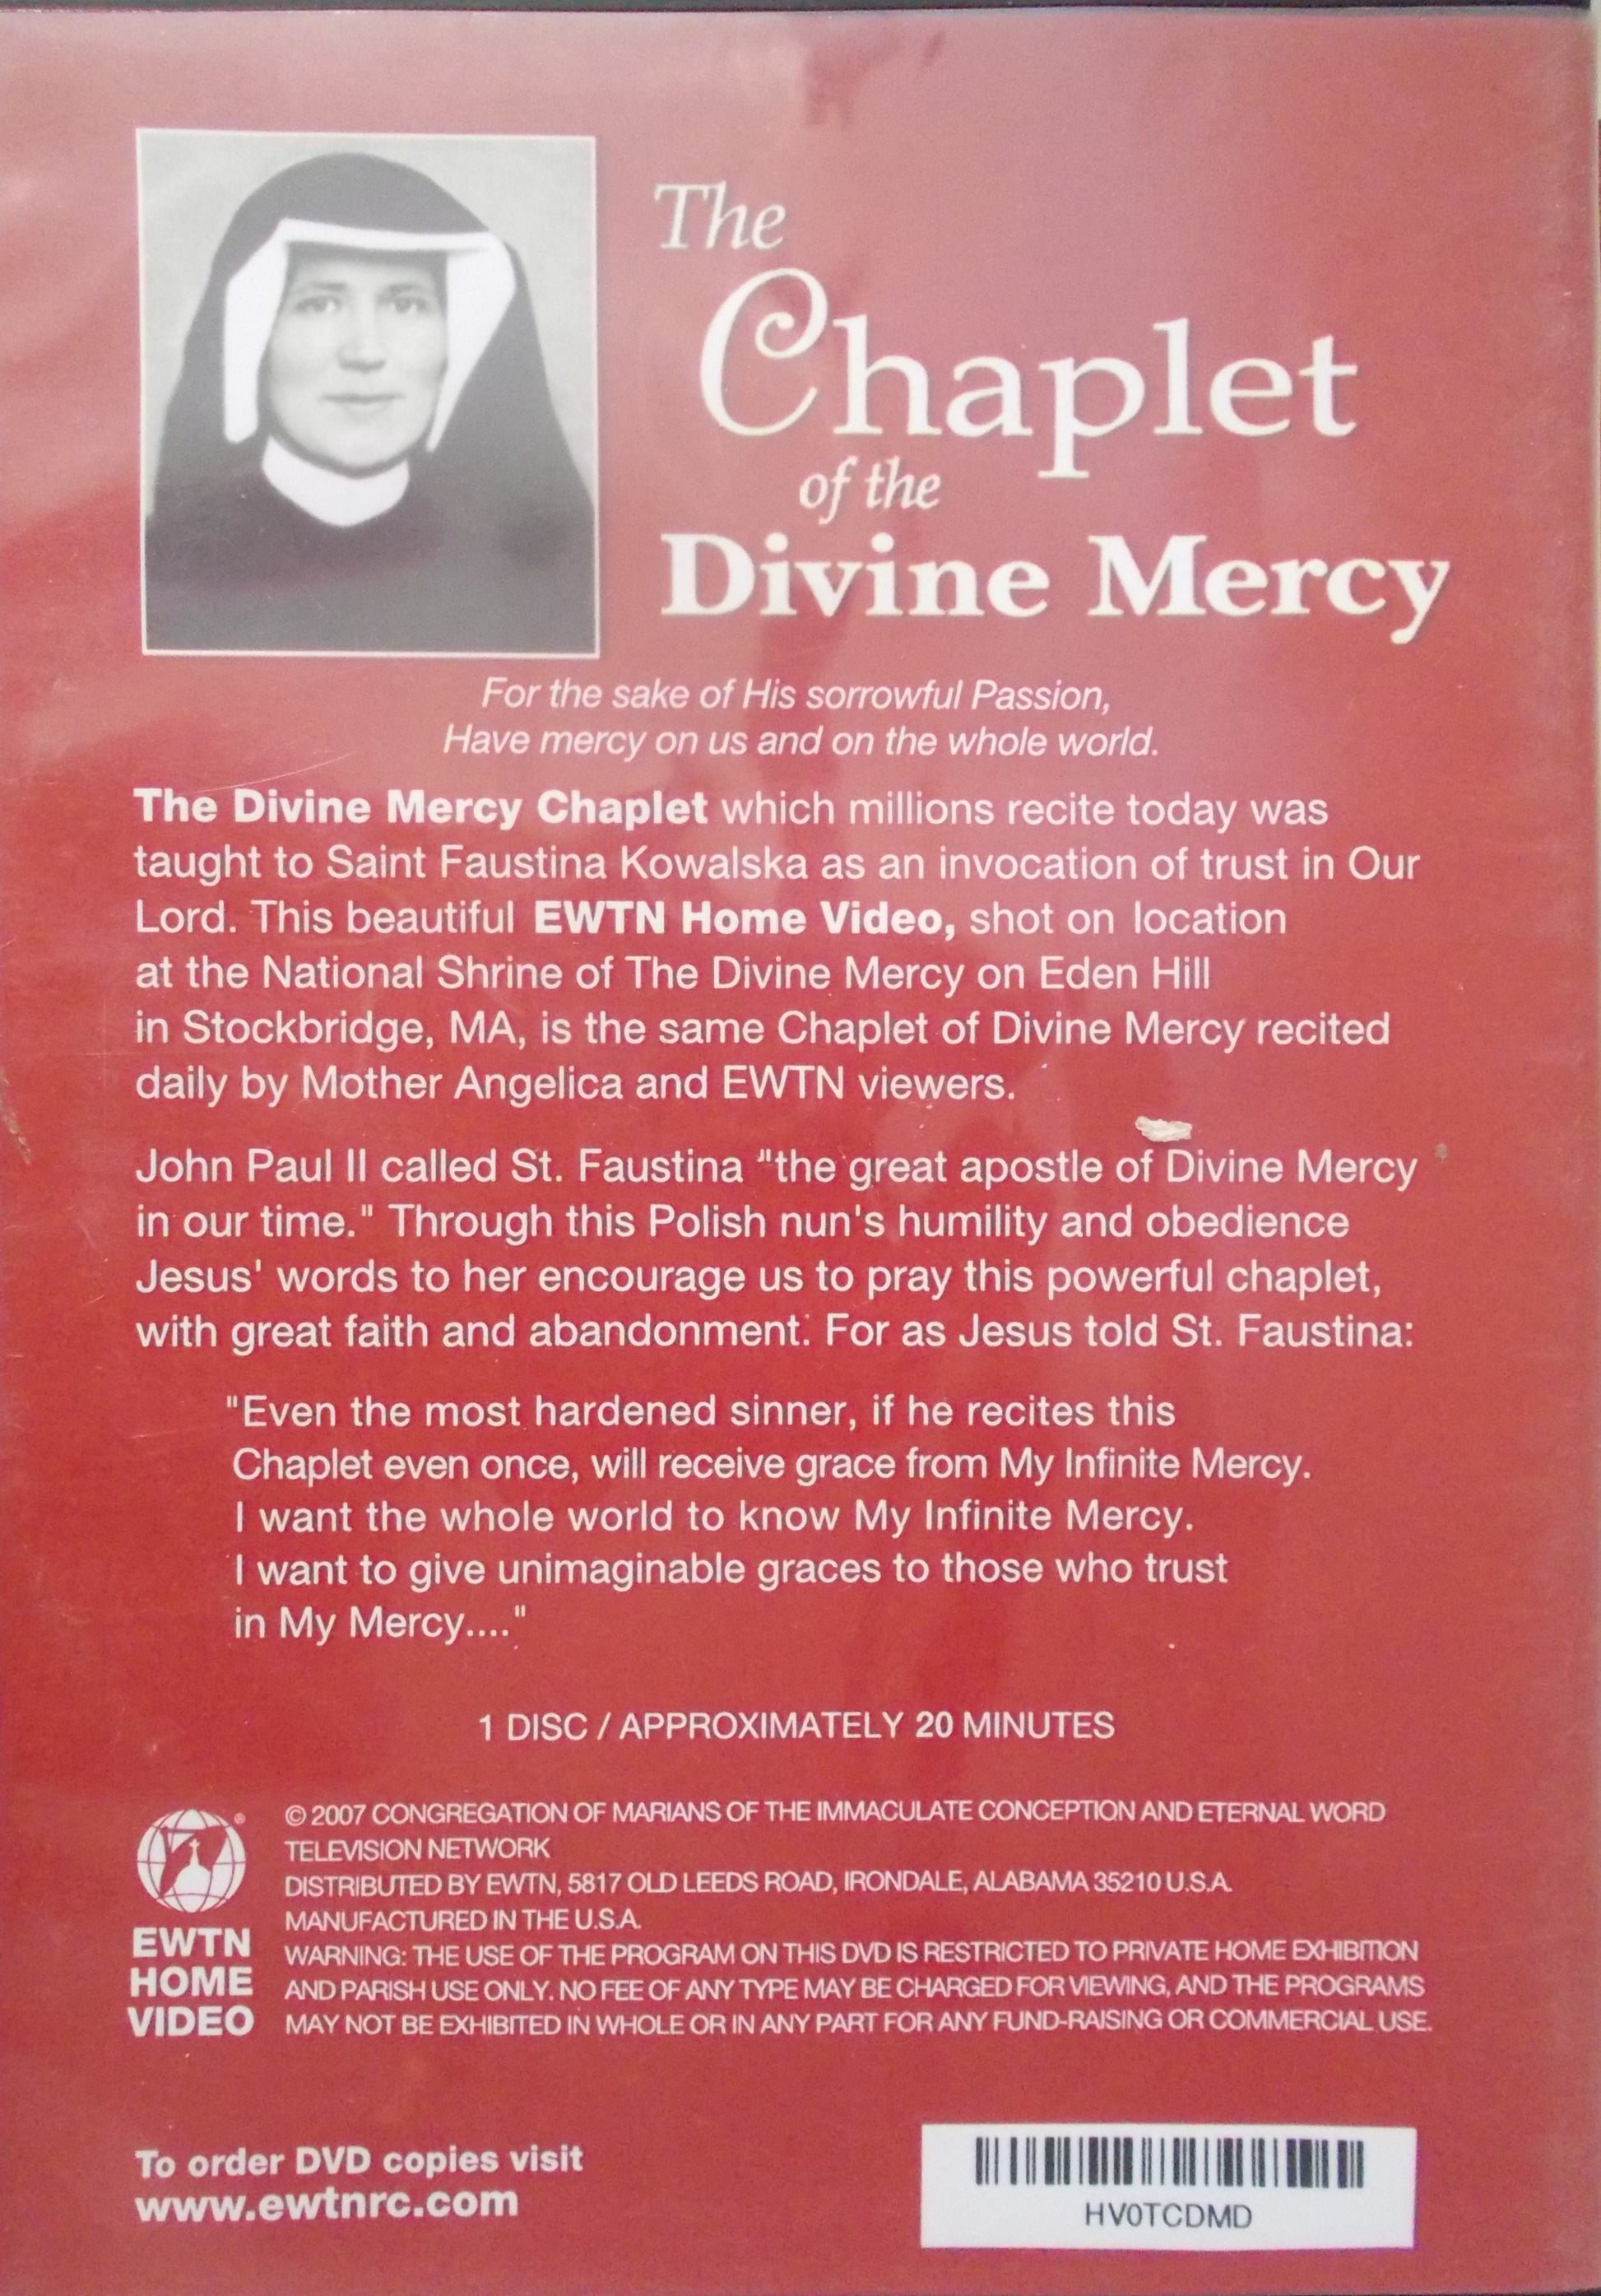 The
Chaplet
of the
Divine Mercy
For the sake of His sorrowful Passion,
Have mercy on us and on the whole world.
The Divine Mercy Chaplet which millions recite today was
taught to Saint Faustina Kowalska as an invocation of trust in Our
Lord. This beautiful EWTN Home Video, shot on location
at the National Shrine of The Divine Mercy on Eden Hill
in Stockbridge, MA, is the same Chaplet of Divine Mercy recited
daily by Mother Angelica and EWTN viewers.
John Paul II called St. Faustina "the great apostle of Divine Mercy
in our time." Through this Polish nun's humility and obedience
Jesus' words to her encourage us to pray this powerful chaplet,
with great faith and abandonment. For as Jesus told St. Faustina:
"Even the most hardened sinner, if he recites this
Chaplet even once, will receive grace from My Infinite Mercy.
I want the whole world to know My Infinite Mercy.
I want to give unimaginable graces to those who trust
in My Mercy...."
1 DISC / APPROXIMATELY 20 MINUTES
© 2007 CONGREGATION OF MARIANS OF THE IMMACULATE CONCEPTION AND ETERNAL WORD
TELEVISION NETWORK
DISTRIBUTED BY EWTN, 5817 OLD LEEDS ROAD, IRONDALE, ALABAMA 35210 U.S.A.
MANUFACTURED IN THE U.S.A.
WARNING: THE USE OF THE PROGRAM ON THIS DVD IS RESTRICTED TO PRIVATE HOME EXHIBITION
AND PARISH USE ONLY. NO FEE OF ANY TYPE MAY BE CHARGED FOR VIEWING, AND THE PROGRAMS
MAY NOT BE EXHIBITED IN WHOLE OR IN ANY PART FOR ANY FUND-RAISING OR COMMERCIAL USE.
®
EWTN
HOME
VIDEO
To order DVD copies visit
www.ewtnrc.com
HV0TCDMD